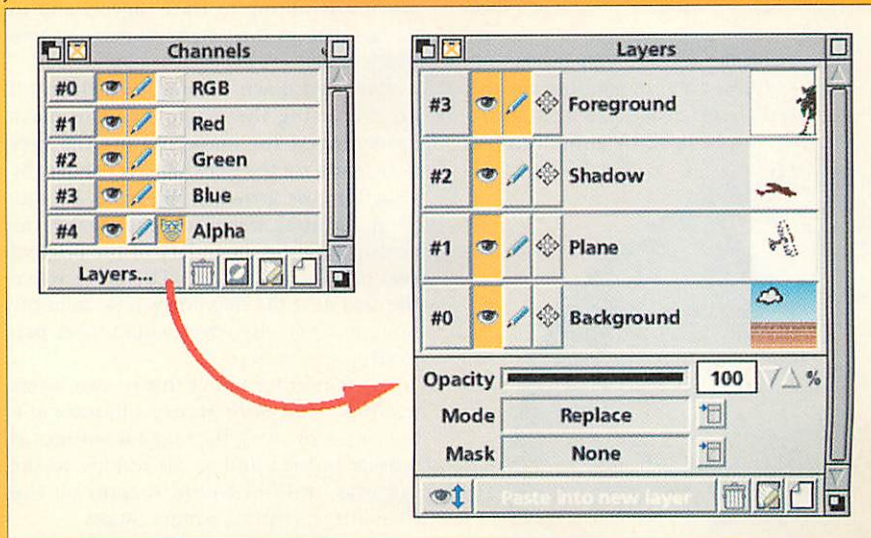 Channels
#0 RGB
#1 Red
#2 Green
#3 Blue
#4 Alpha
Layers...
Layers
#3 Foreground
#2 Shadow
#1 Plane
#0 Background
Opacity 100 %
Mode Replace
Mask None
Paste into new layer